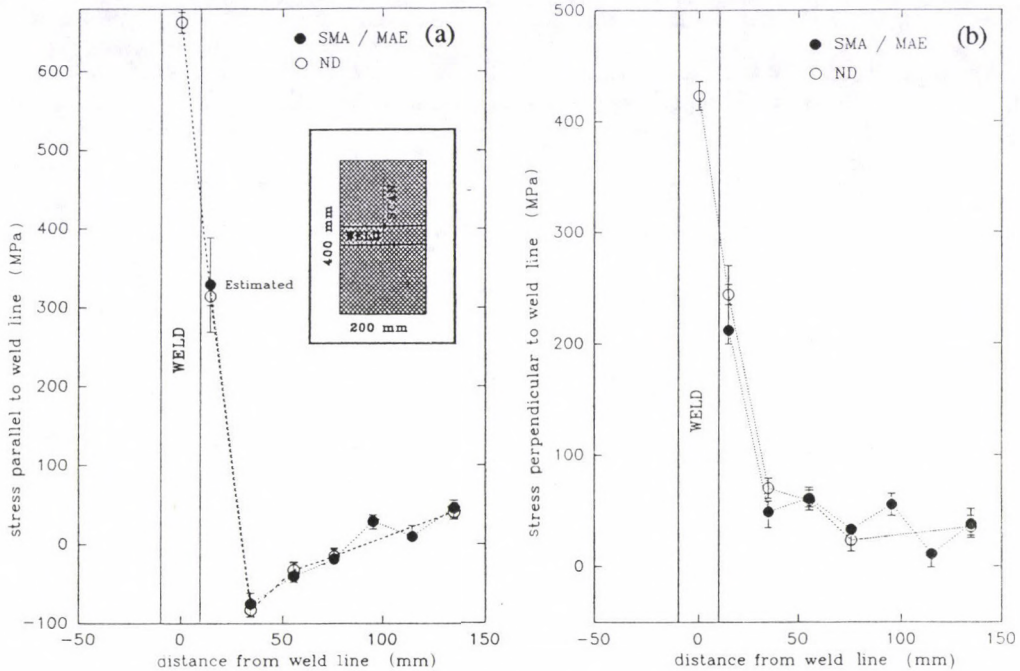 SMA / MAE (a)
ND
600
500
400
300
200
100
0
-100
-50
0
50
100
150
stress parallel to weld line (MPa)
distance from weld line (mm)
WELD
Estimated
400 mm
WELD
SCAN
200 mm
SMA / MAE (b)
ND
500
400
300
200
100
0
-50
0
50
100
150
stress perpendicular to weld line (MPa)
distance from weld line (mm)
WELD